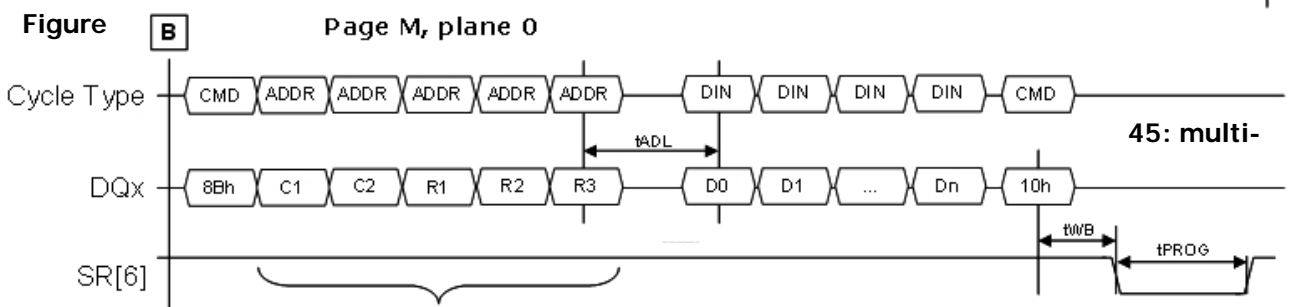 Figure B Page M, plane 0
Cycle Type CMD ADDR ADDR ADDR ADDR ADDR DIN DIN DIN DIN CMD
45: multi-
tADL
DQx 8Bh C1 C2 R1 R2 R3 D0 D1 ... Dn 10h
tWB
tPROG
SR[6]